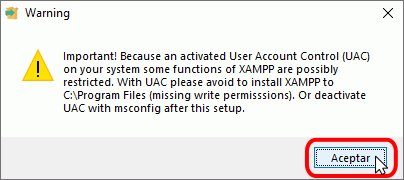 Warning
Important! Because an activated User Account Control (UAC)
on your system some functions of XAMPP are possibly
restricted. With UAC please avoid to install XAMPP to
C:\Program Files (missing write permisssions). Or deactivate
UAC with msconfig after this setup.
Aceptar